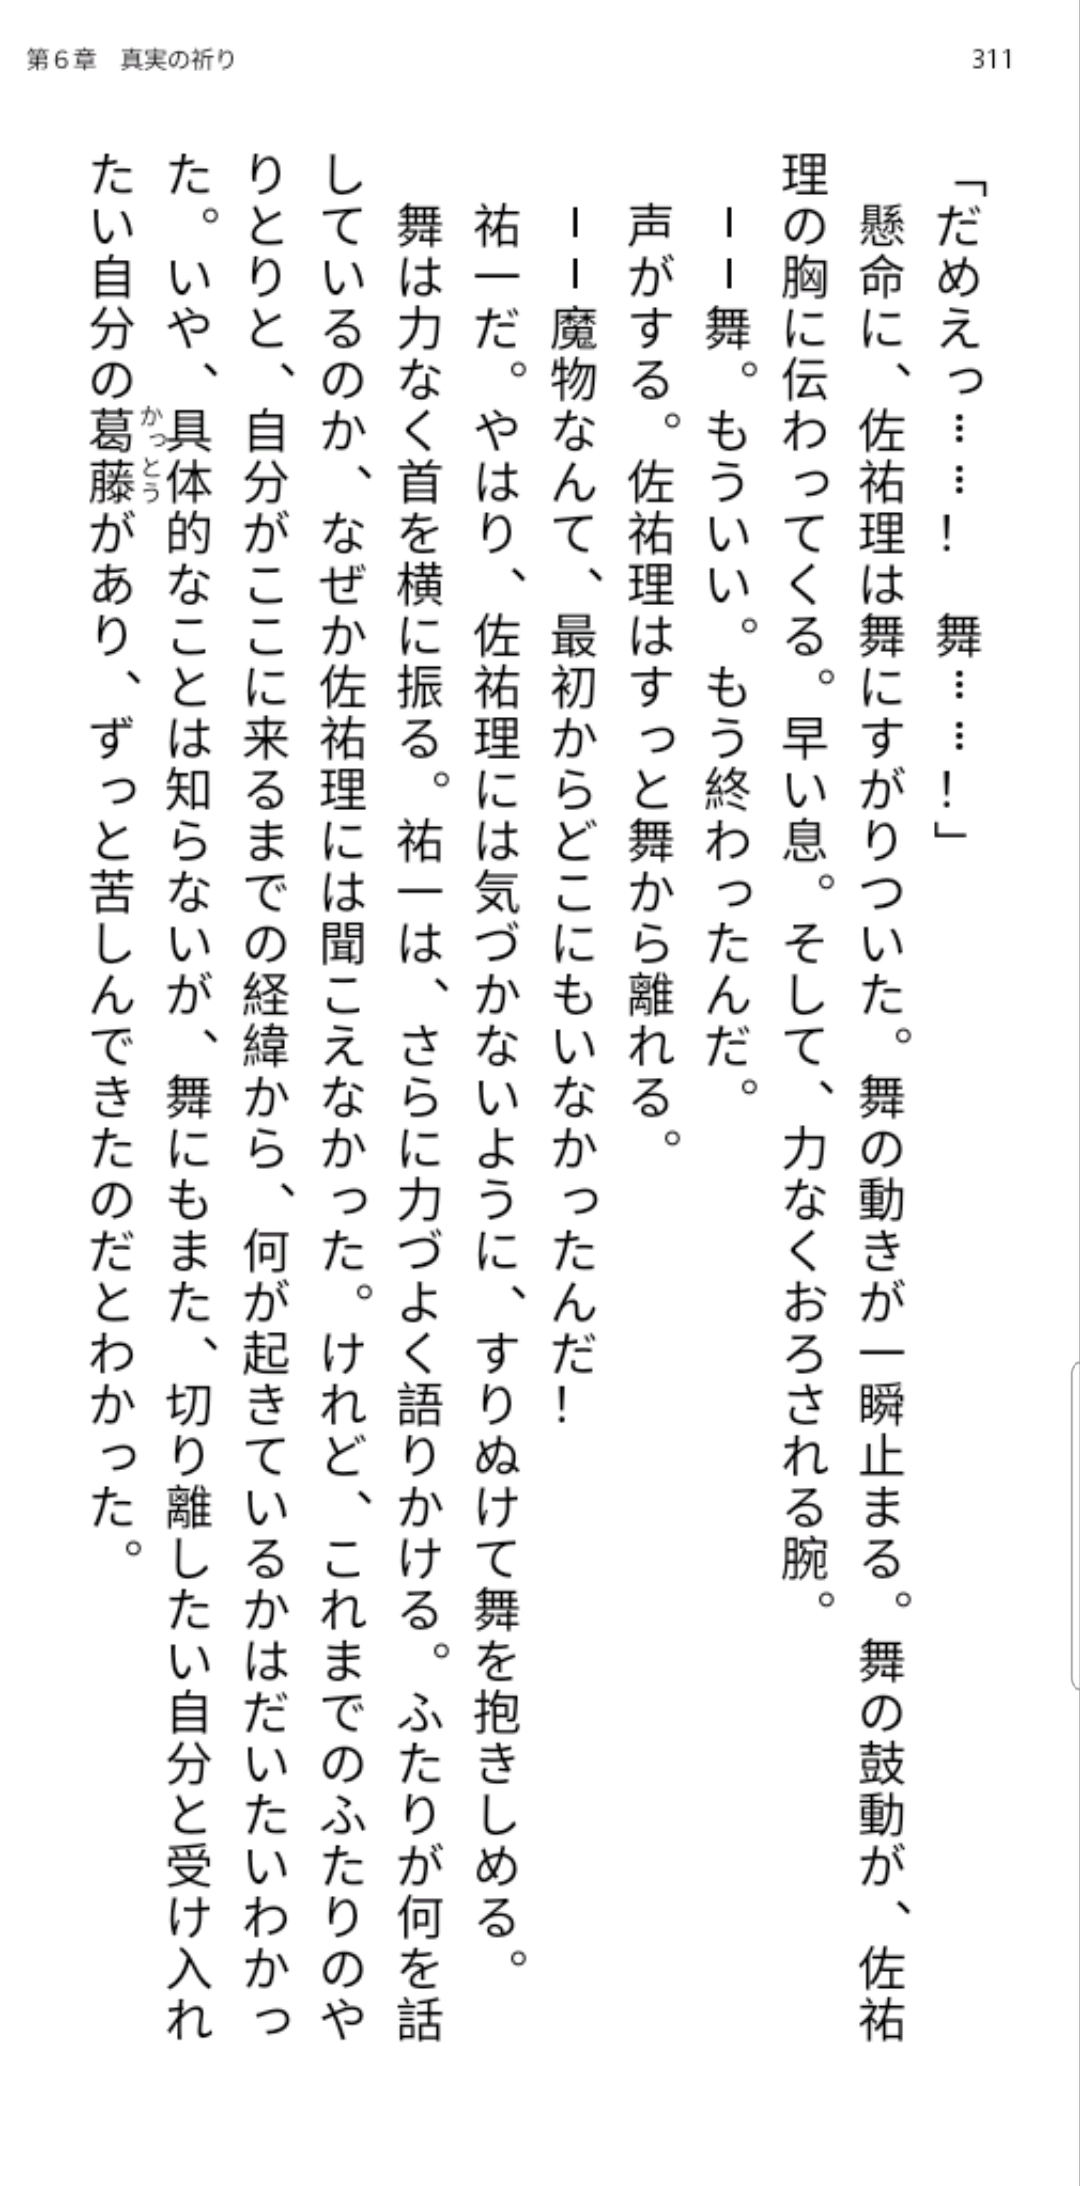 第６章　真実の祈り
311
「だめえっ……！　舞……！」
　懸命に、佐祐理は舞にすがりついた。舞の動きが一瞬止まる。舞の鼓動が、佐祐
理の胸に伝わってくる。早い息。そして、力なくおろされる腕。
　――舞。もういい。もう終わったんだ。
　声がする。佐祐理はすっと舞から離れる。
　――魔物なんて、最初からどこにもいなかったんだ！
　祐一だ。やはり、佐祐理には気づかないように、すりぬけて舞を抱きしめる。
　舞は力なく首を横に振る。祐一は、さらに力づよく語りかける。ふたりが何を話
しているのか、なぜか佐祐理には聞こえなかった。けれど、これまでのふたりのや
りとりと、自分がここに来るまでの経緯から、何が起きているかはだいたいわかっ
た。いや、具体的なことは知らないが、舞にもまた、切り離したい自分と受け入れ
たい自分の葛藤があり、ずっと苦しんできたのだとわかった。
かっとう